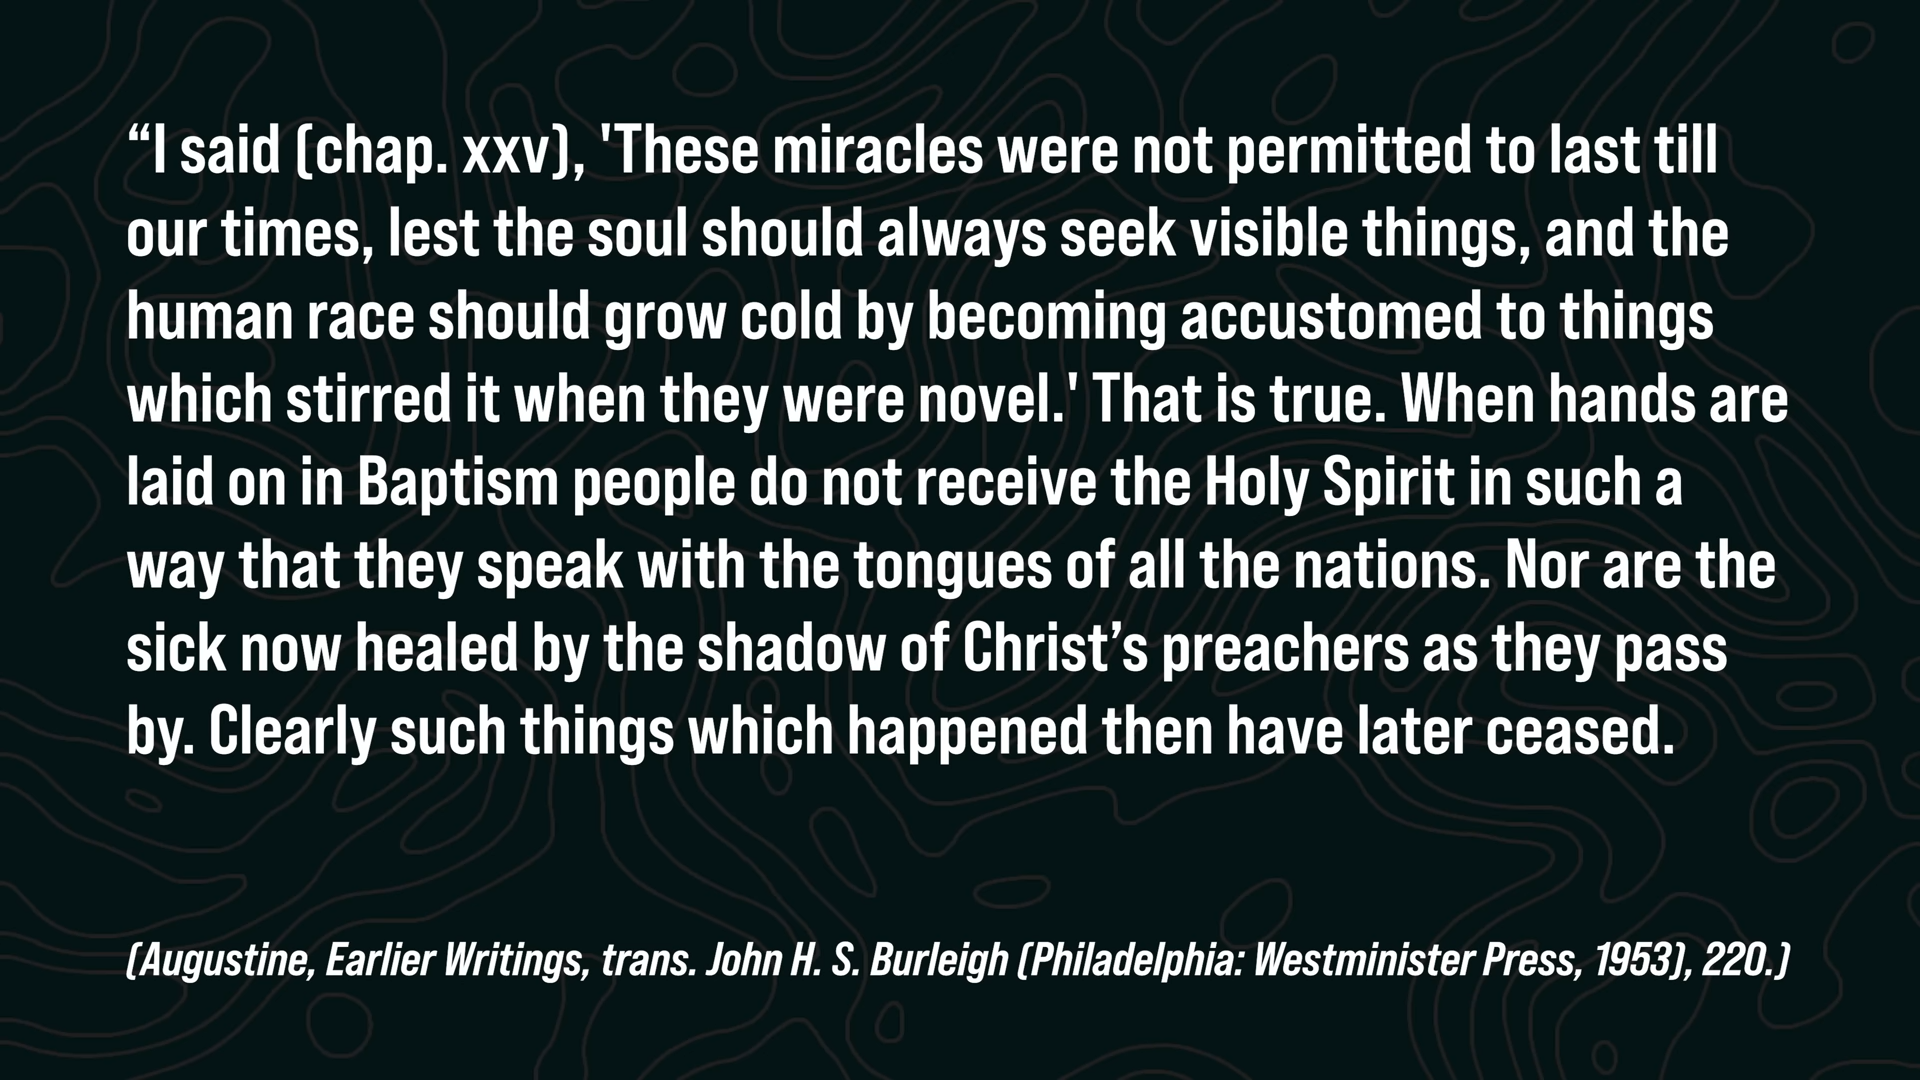 “I said (chap. xxv), 'These miracles were not permitted to last till
our times, lest the soul should always seek visible things, and the
human race should grow cold by becoming accustomed to things
which stirred it when they were novel.' That is true. When hands are
laid on in Baptism people do not receive the Holy Spirit in such a
way that they speak with the tongues of all the nations. Nor are the
sick now healed by the shadow of Christ’s preachers as they pass
by. Clearly such things which happened then have later ceased.
(Augustine, Earlier Writings, trans. John H. S. Burleigh (Philadelphia: Westminister Press, 1953), 220.)